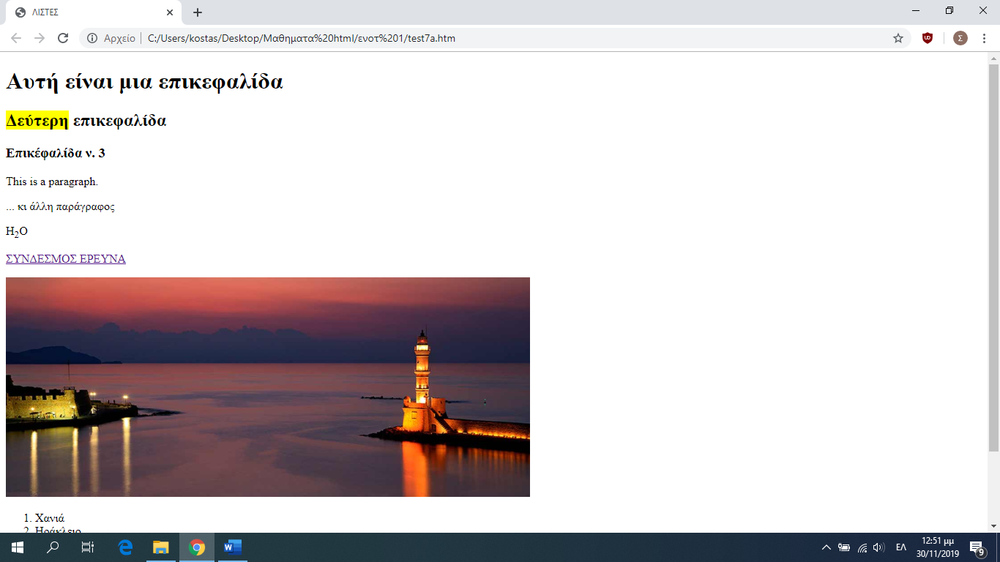 ΛΙΣΤΕΣ
Αρχείο C:/Users/kostas/Desktop/Μαθηματα%20html/ενοτ%201/test7a.htm Σ
Αυτή είναι μια επικεφαλίδα
Δεύτερη επικεφαλίδα
Επικέφαλίδα ν. 3
This is a paragraph.
... κι άλλη παράγραφος
H2O
ΣΥΝΔΕΣΜΟΣ ΕΡΕΥΝΑ
1. Χανιά
2. Ηράκλειο
12:51 μμ
ΕΛ
30/11/2019
9